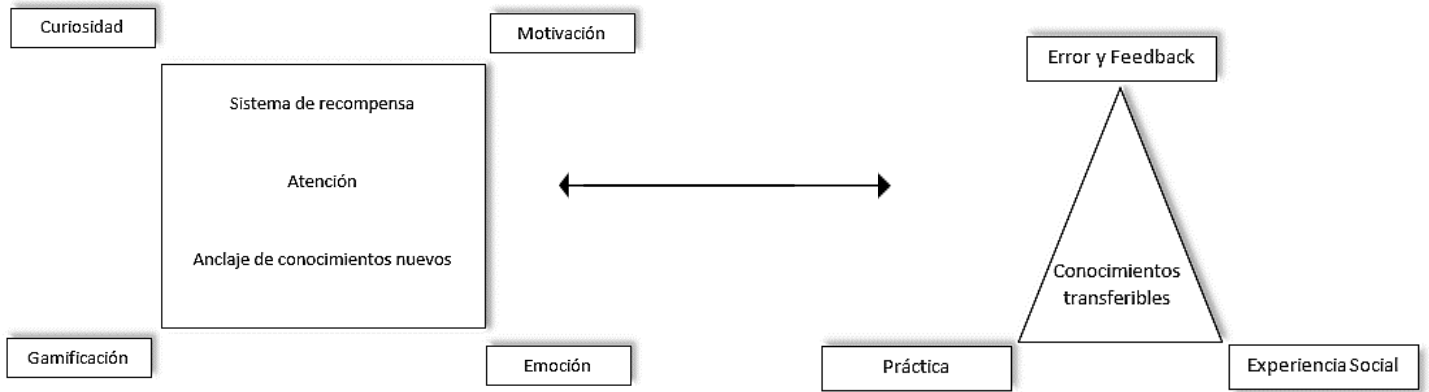 Curiosidad
Motivación
Sistema de recompensa
Atención
Anclaje de conocimientos nuevos
Gamificación
Emoción
Error y Feedback
Conocimientos
transferibles
Práctica
Experiencia Social